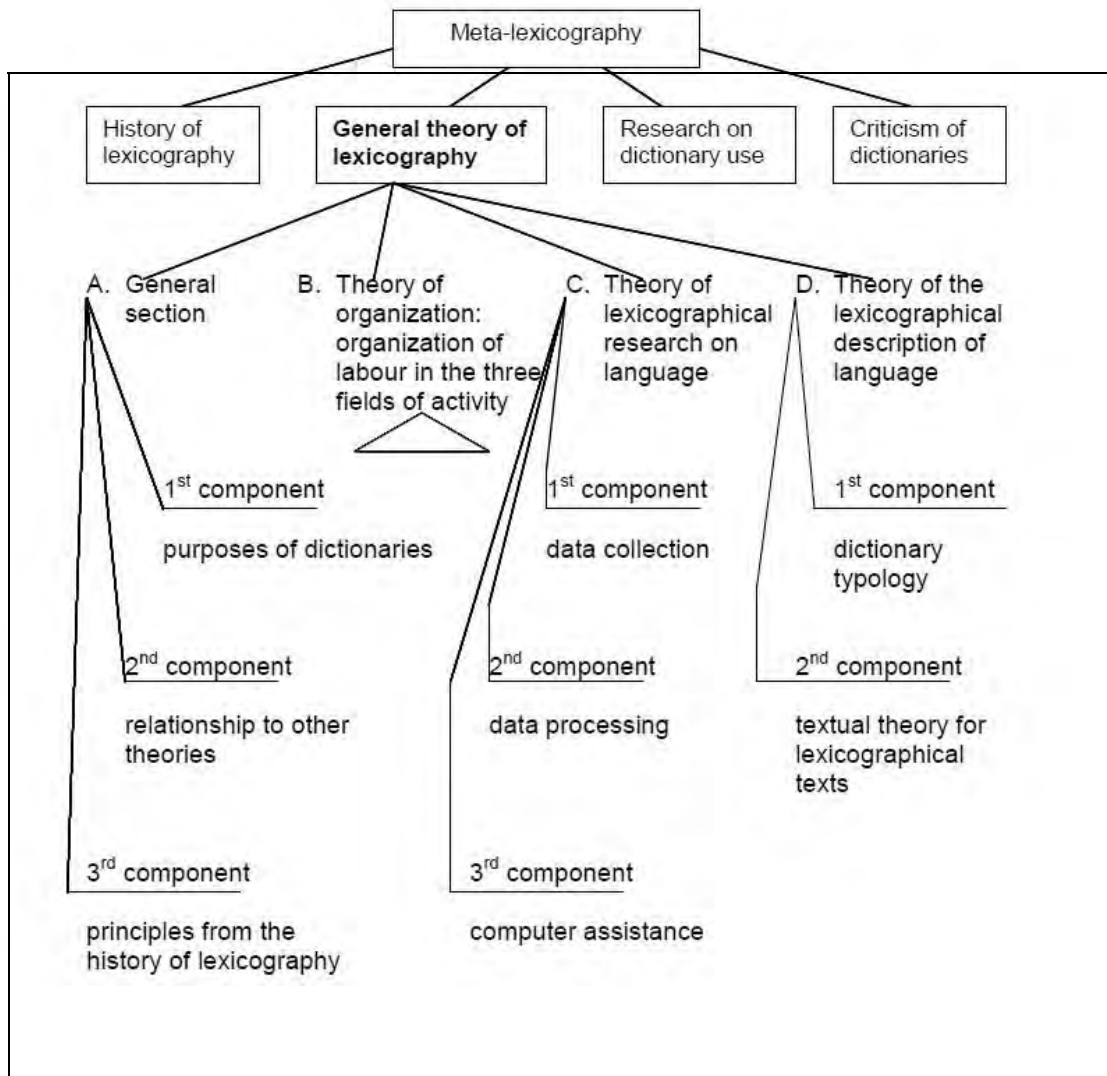 Meta-lexicography
History of
lexicography
General theory of
lexicography
Research on
dictionary use
Criticism of
dictionaries
A. General
section
B. Theory of
organization:
organization of
labour in the three
fields of activity
C. Theory of
lexicographical
research on
language
D. Theory of the
lexicographical
description of
language
1st component
purposes of dictionaries
2nd component
relationship to other
theories
3rd component
principles from the
history of lexicography
1st component
data collection
2nd component
data processing
3rd component
computer assistance
1st component
dictionary
typology
2nd component
textual theory for
lexicographical
texts